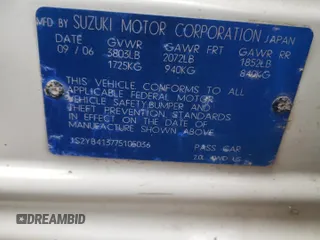 MFD BY SUZUKI MOTOR CORPORATION JAPAN
DATE GVWR GAWR FRT GAWR RR
09 / 06 3803LB 2072LB 1852LB
1725KG 940KG 840KG
THIS VEHICLE CONFORMS TO ALL
APPLICABLE FEDERAL MOTOR
VEHICLE SAFETY,BUMPER AND
THEFT PREVENTION STANDARDS
IN EFFECT ON THE DATE OF
MANUFACTURE SHOWN ABOVE
PASS CAR
2.0L
DREAMBID